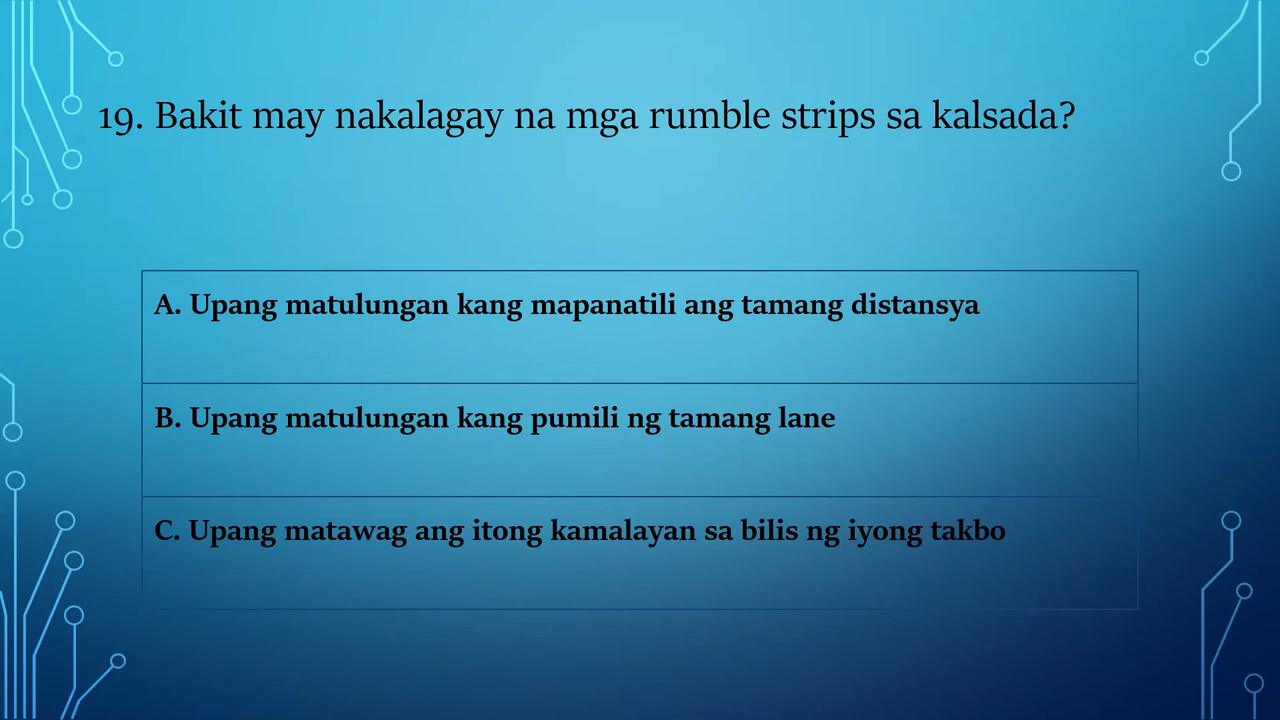 19. Bakit may nakalagay na mga rumble strips sa kalsada?
A. Upang matulungan kang mapanatili ang tamang distansya
B. Upang matulungan kang pumili ng tamang lane
C. Upang matawag ang itong kamalayan sa bilis ng iyong takbo